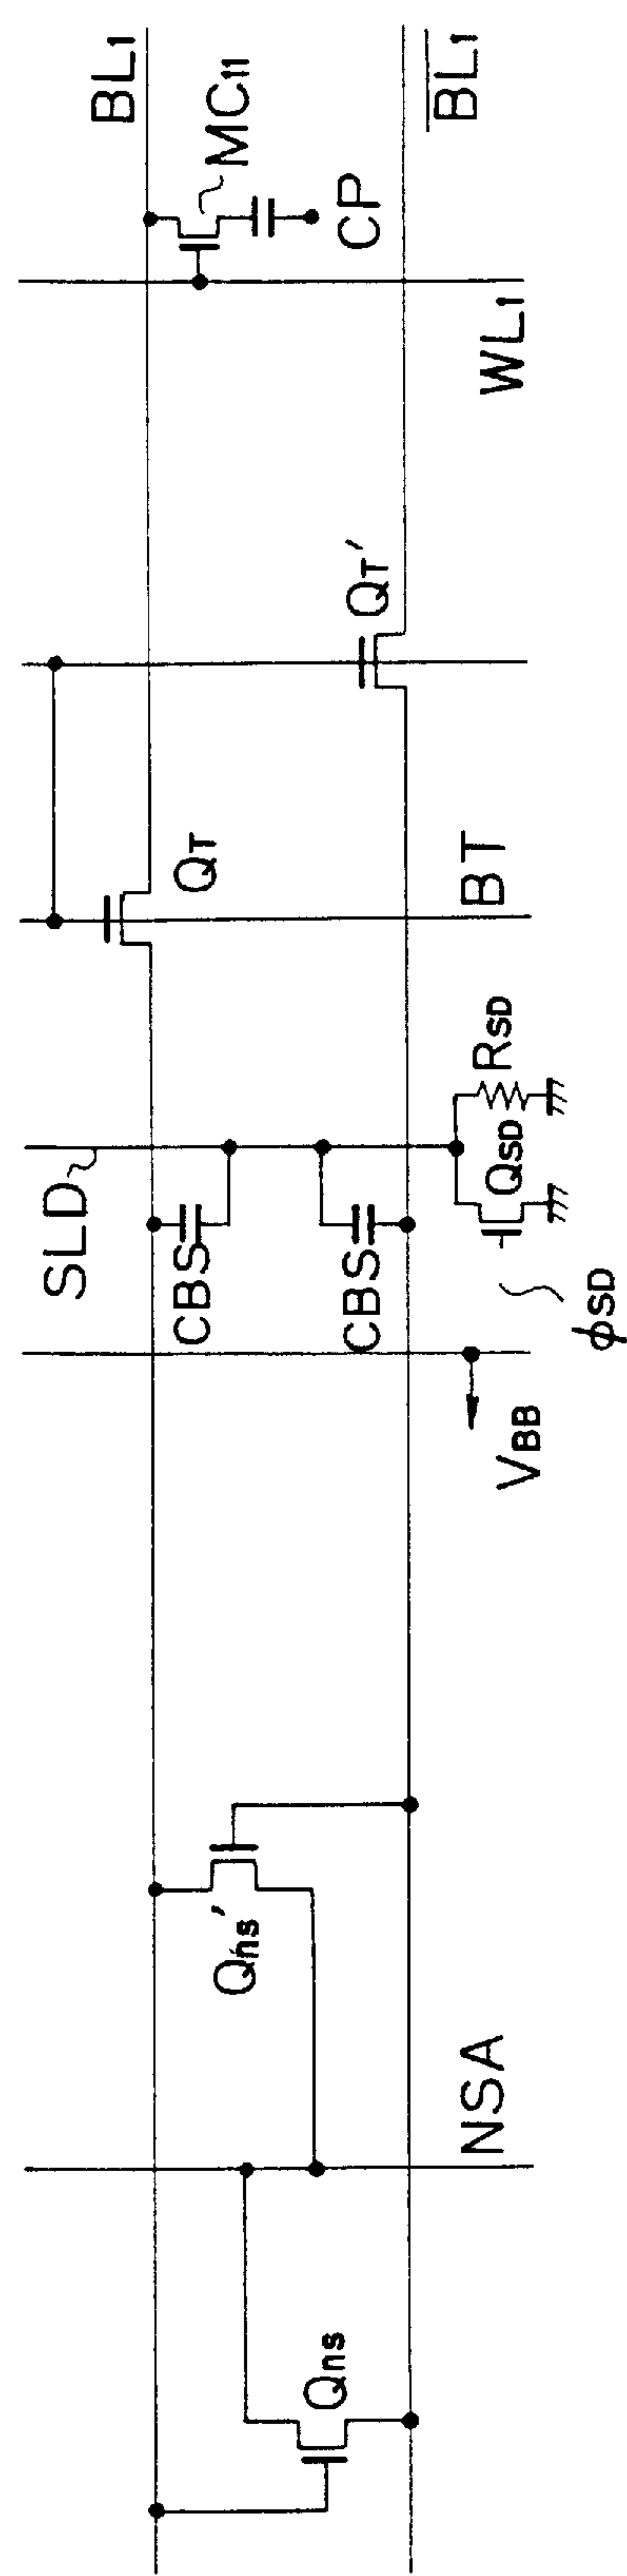 BL1
MC11
CP
BL1
WL1
QT'
QT
BT
RSD
QSD
SLD
CBS
CBS
φSD
VBB
Qns'
NSA
Qns